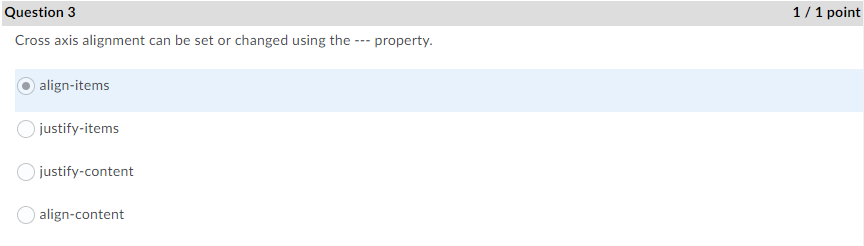 Question 3 1 / 1 point
Cross axis alignment can be set or changed using the --- property.
align-items
justify-items
justify-content
align-content